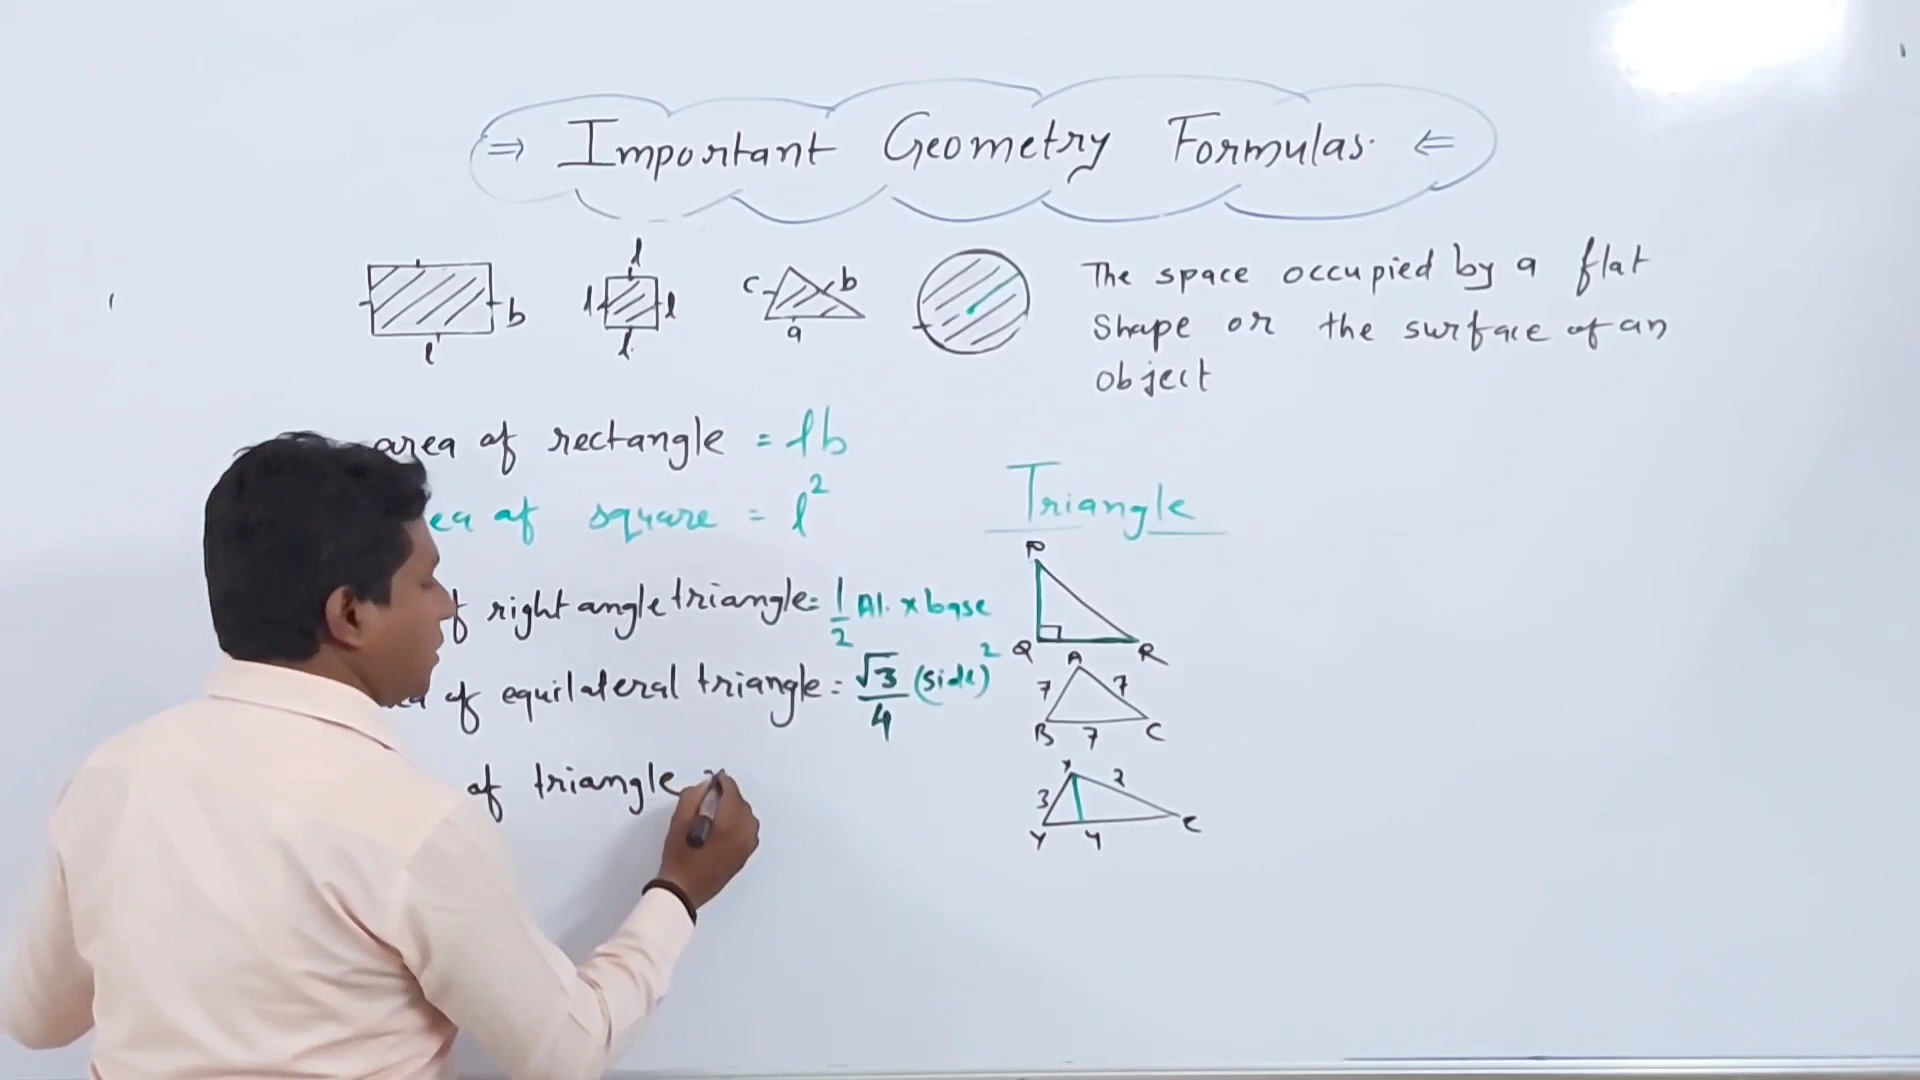 ⇒ Important Geometry Formulas. ⇐
l
b
l
l
l
l
l
c
b
a
The space occupied by a flat
Shape or the surface of an
object
area of rectangle = lb
ea of square = l²
Triangle
P
Q
R
f right angle triangle = 1/2 Al. × base
of equilateral triangle = √3/4 (side)²
A
7
7
B
7
C
of triangle
X
3
2
Y
4